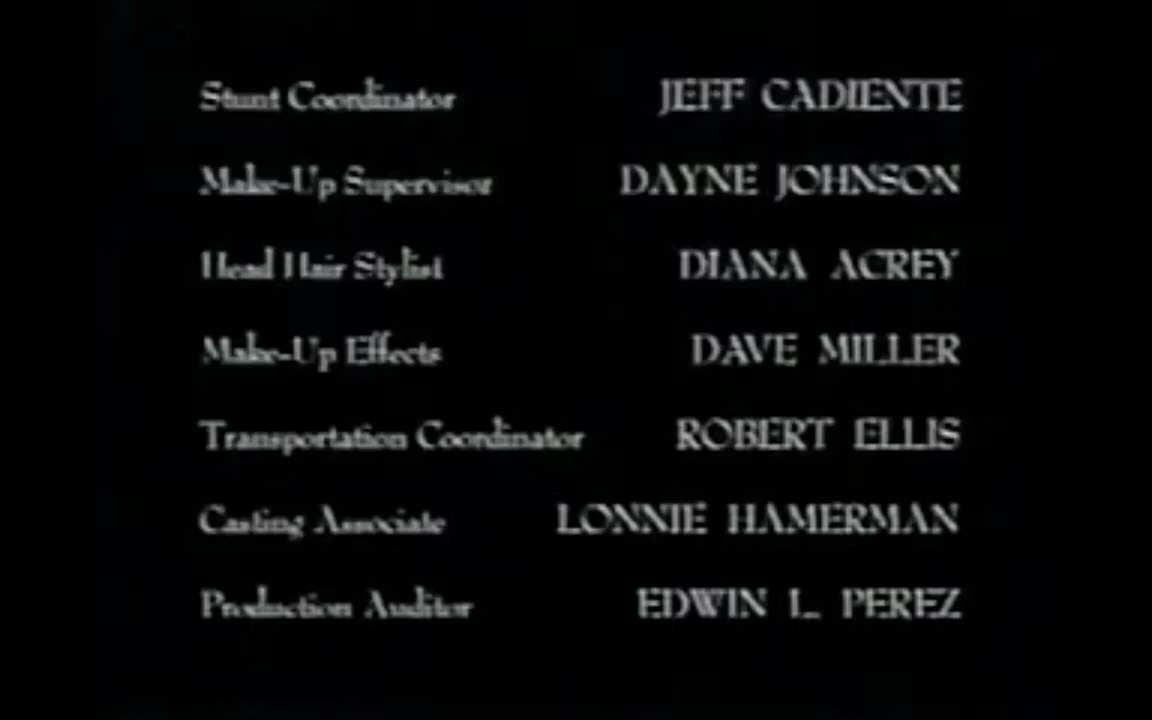 Stunt Coordinator JEFF CADIENTE
Make-Up Supervisor DAYNE JOHNSON
Head Hair Stylist DIANA ACREY
Make-Up Effects DAVE MILLER
Transportation Coordinator ROBERT ELLIS
Casting Associate LONNIE HAMERMAN
Production Auditor EDWIN L. PEREZ